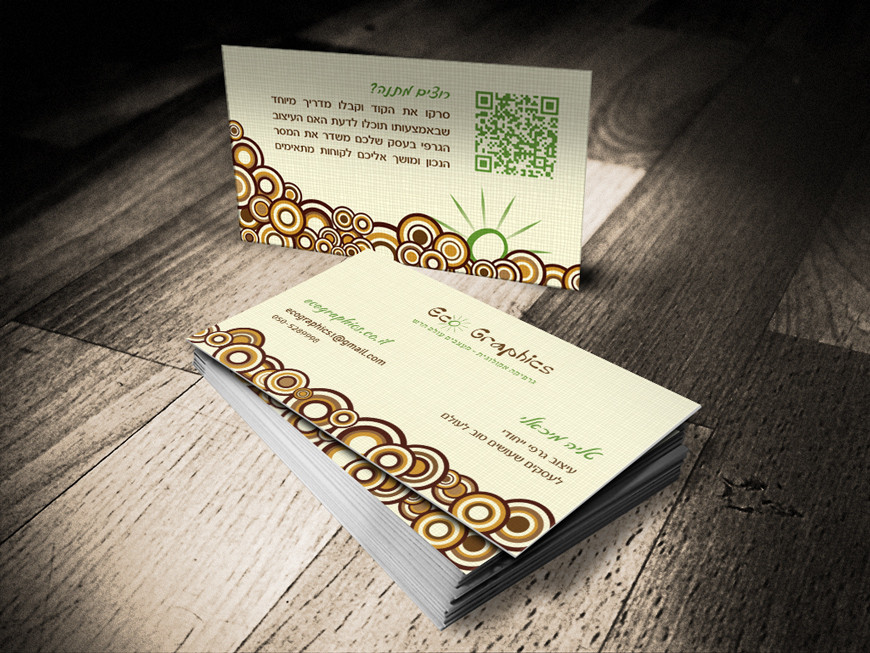 רוצים מתנה?
סרקו את הקוד וקבלו מדריך מיוחד
שבאמצעותו תוכלו לדעת האם העיצוב
הגרפי בעסק שלכם משדר את המסר
הנכון ומושך אליכם לקוחות מתאימים
Eco Graphics
גרפיקה אקולוגית - מעצבים עולם חדש
ecographics.co.il
ecographics1@gmail.com
050-5289998
אליה מיכאלי
עיצוב גרפי ייחודי
לעסקים שעושים טוב לעולם